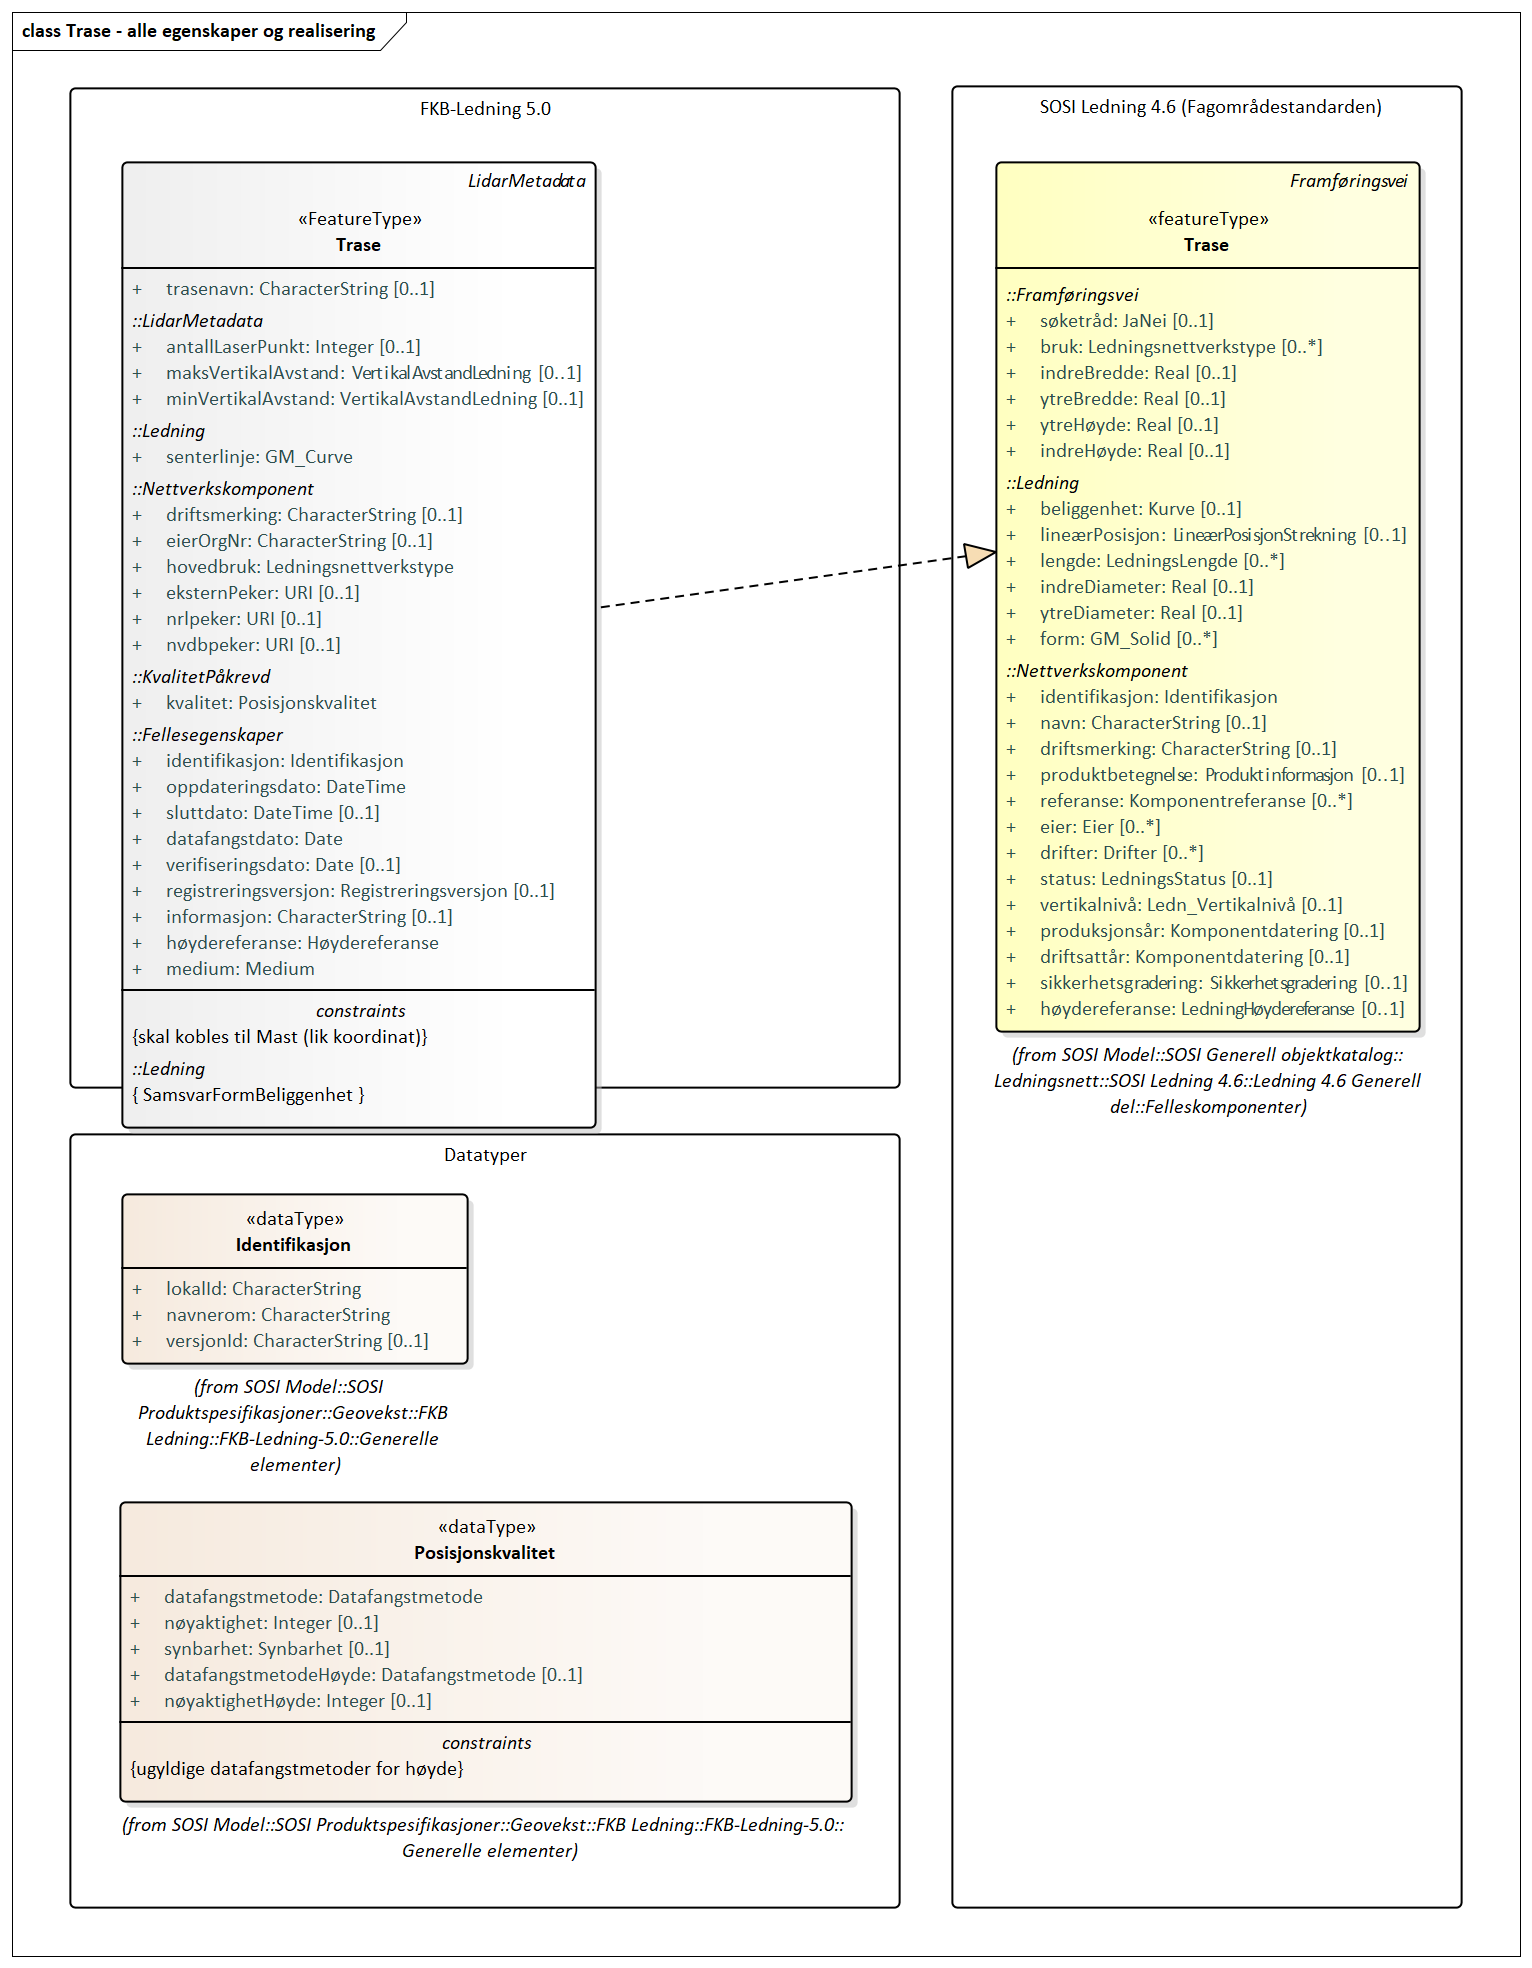 class Trase - alle egenskaper og realisering
FKB-Ledning 5.0
LidarMetadata
«FeatureType»
Trase
+ trasenavn: CharacterString [0..1]
::LidarMetadata
+ antallLaserPunkt: Integer [0..1]
+ maksVertikalAvstand: VertikalAvstandLedning [0..1]
+ minVertikalAvstand: VertikalAvstandLedning [0..1]
::Ledning
+ senterlinje: GM_Curve
::Nettverkskomponent
+ driftsmerking: CharacterString [0..1]
+ eierOrgNr: CharacterString [0..1]
+ hovedbruk: Ledningsnettverkstype
+ eksternPeker: URI [0..1]
+ nrlpeker: URI [0..1]
+ nvdbpeker: URI [0..1]
::KvalitetPåkrevd
+ kvalitet: Posisjonskvalitet
::Fellesegenskaper
+ identifikasjon: Identifikasjon
+ oppdateringsdato: DateTime
+ sluttdato: DateTime [0..1]
+ datafangstdato: Date
+ verifiseringsdato: Date [0..1]
+ registreringsversjon: Registreringsversjon [0..1]
+ informasjon: CharacterString [0..1]
+ høydereferanse: Høydereferanse
+ medium: Medium
constraints
{skal kobles til Mast (lik koordinat)}
::Ledning
{ SamsvarFormBeliggenhet }
SOSI Ledning 4.6 (Fagområdestandarden)
Framføringsvei
«featureType»
Trase
::Framføringsvei
+ søketråd: JaNei [0..1]
+ bruk: Ledningsnettverkstype [0..*]
+ indreBredde: Real [0..1]
+ ytreBredde: Real [0..1]
+ ytreHøyde: Real [0..1]
+ indreHøyde: Real [0..1]
::Ledning
+ beliggenhet: Kurve [0..1]
+ lineærPosisjon: LineærPosisjonStrekning [0..1]
+ lengde: LedningsLengde [0..*]
+ indreDiameter: Real [0..1]
+ ytreDiameter: Real [0..1]
+ form: GM_Solid [0..*]
::Nettverkskomponent
+ identifikasjon: Identifikasjon
+ navn: CharacterString [0..1]
+ driftsmerking: CharacterString [0..1]
+ produktbetegnelse: Produktinformasjon [0..1]
+ referanse: Komponentreferanse [0..*]
+ eier: Eier [0..*]
+ drifter: Drifter [0..*]
+ status: LedningsStatus [0..1]
+ vertikalnivå: Ledn_Vertikalnivå [0..1]
+ produksjonsår: Komponentdatering [0..1]
+ driftsattår: Komponentdatering [0..1]
+ sikkerhetsgradering: Sikkerhetsgradering [0..1]
+ høydereferanse: LedningHøydereferanse [0..1]
(from SOSI Model::SOSI Generell objektkatalog::
Ledningsnett::SOSI Ledning 4.6::Ledning 4.6 Generell
del::Felleskomponenter)
Datatyper
«dataType»
Identifikasjon
+ lokalId: CharacterString
+ navnerom: CharacterString
+ versjonId: CharacterString [0..1]
(from SOSI Model::SOSI
Produktspesifikasjoner::Geovekst::FKB
Ledning::FKB-Ledning-5.0::Generelle
elementer)
«dataType»
Posisjonskvalitet
+ datafangstmetode: Datafangstmetode
+ nøyaktighet: Integer [0..1]
+ synbarhet: Synbarhet [0..1]
+ datafangstmetodeHøyde: Datafangstmetode [0..1]
+ nøyaktighetHøyde: Integer [0..1]
constraints
{ugyldige datafangstmetoder for høyde}
(from SOSI Model::SOSI Produktspesifikasjoner::Geovekst::FKB Ledning::FKB-Ledning-5.0::
Generelle elementer)